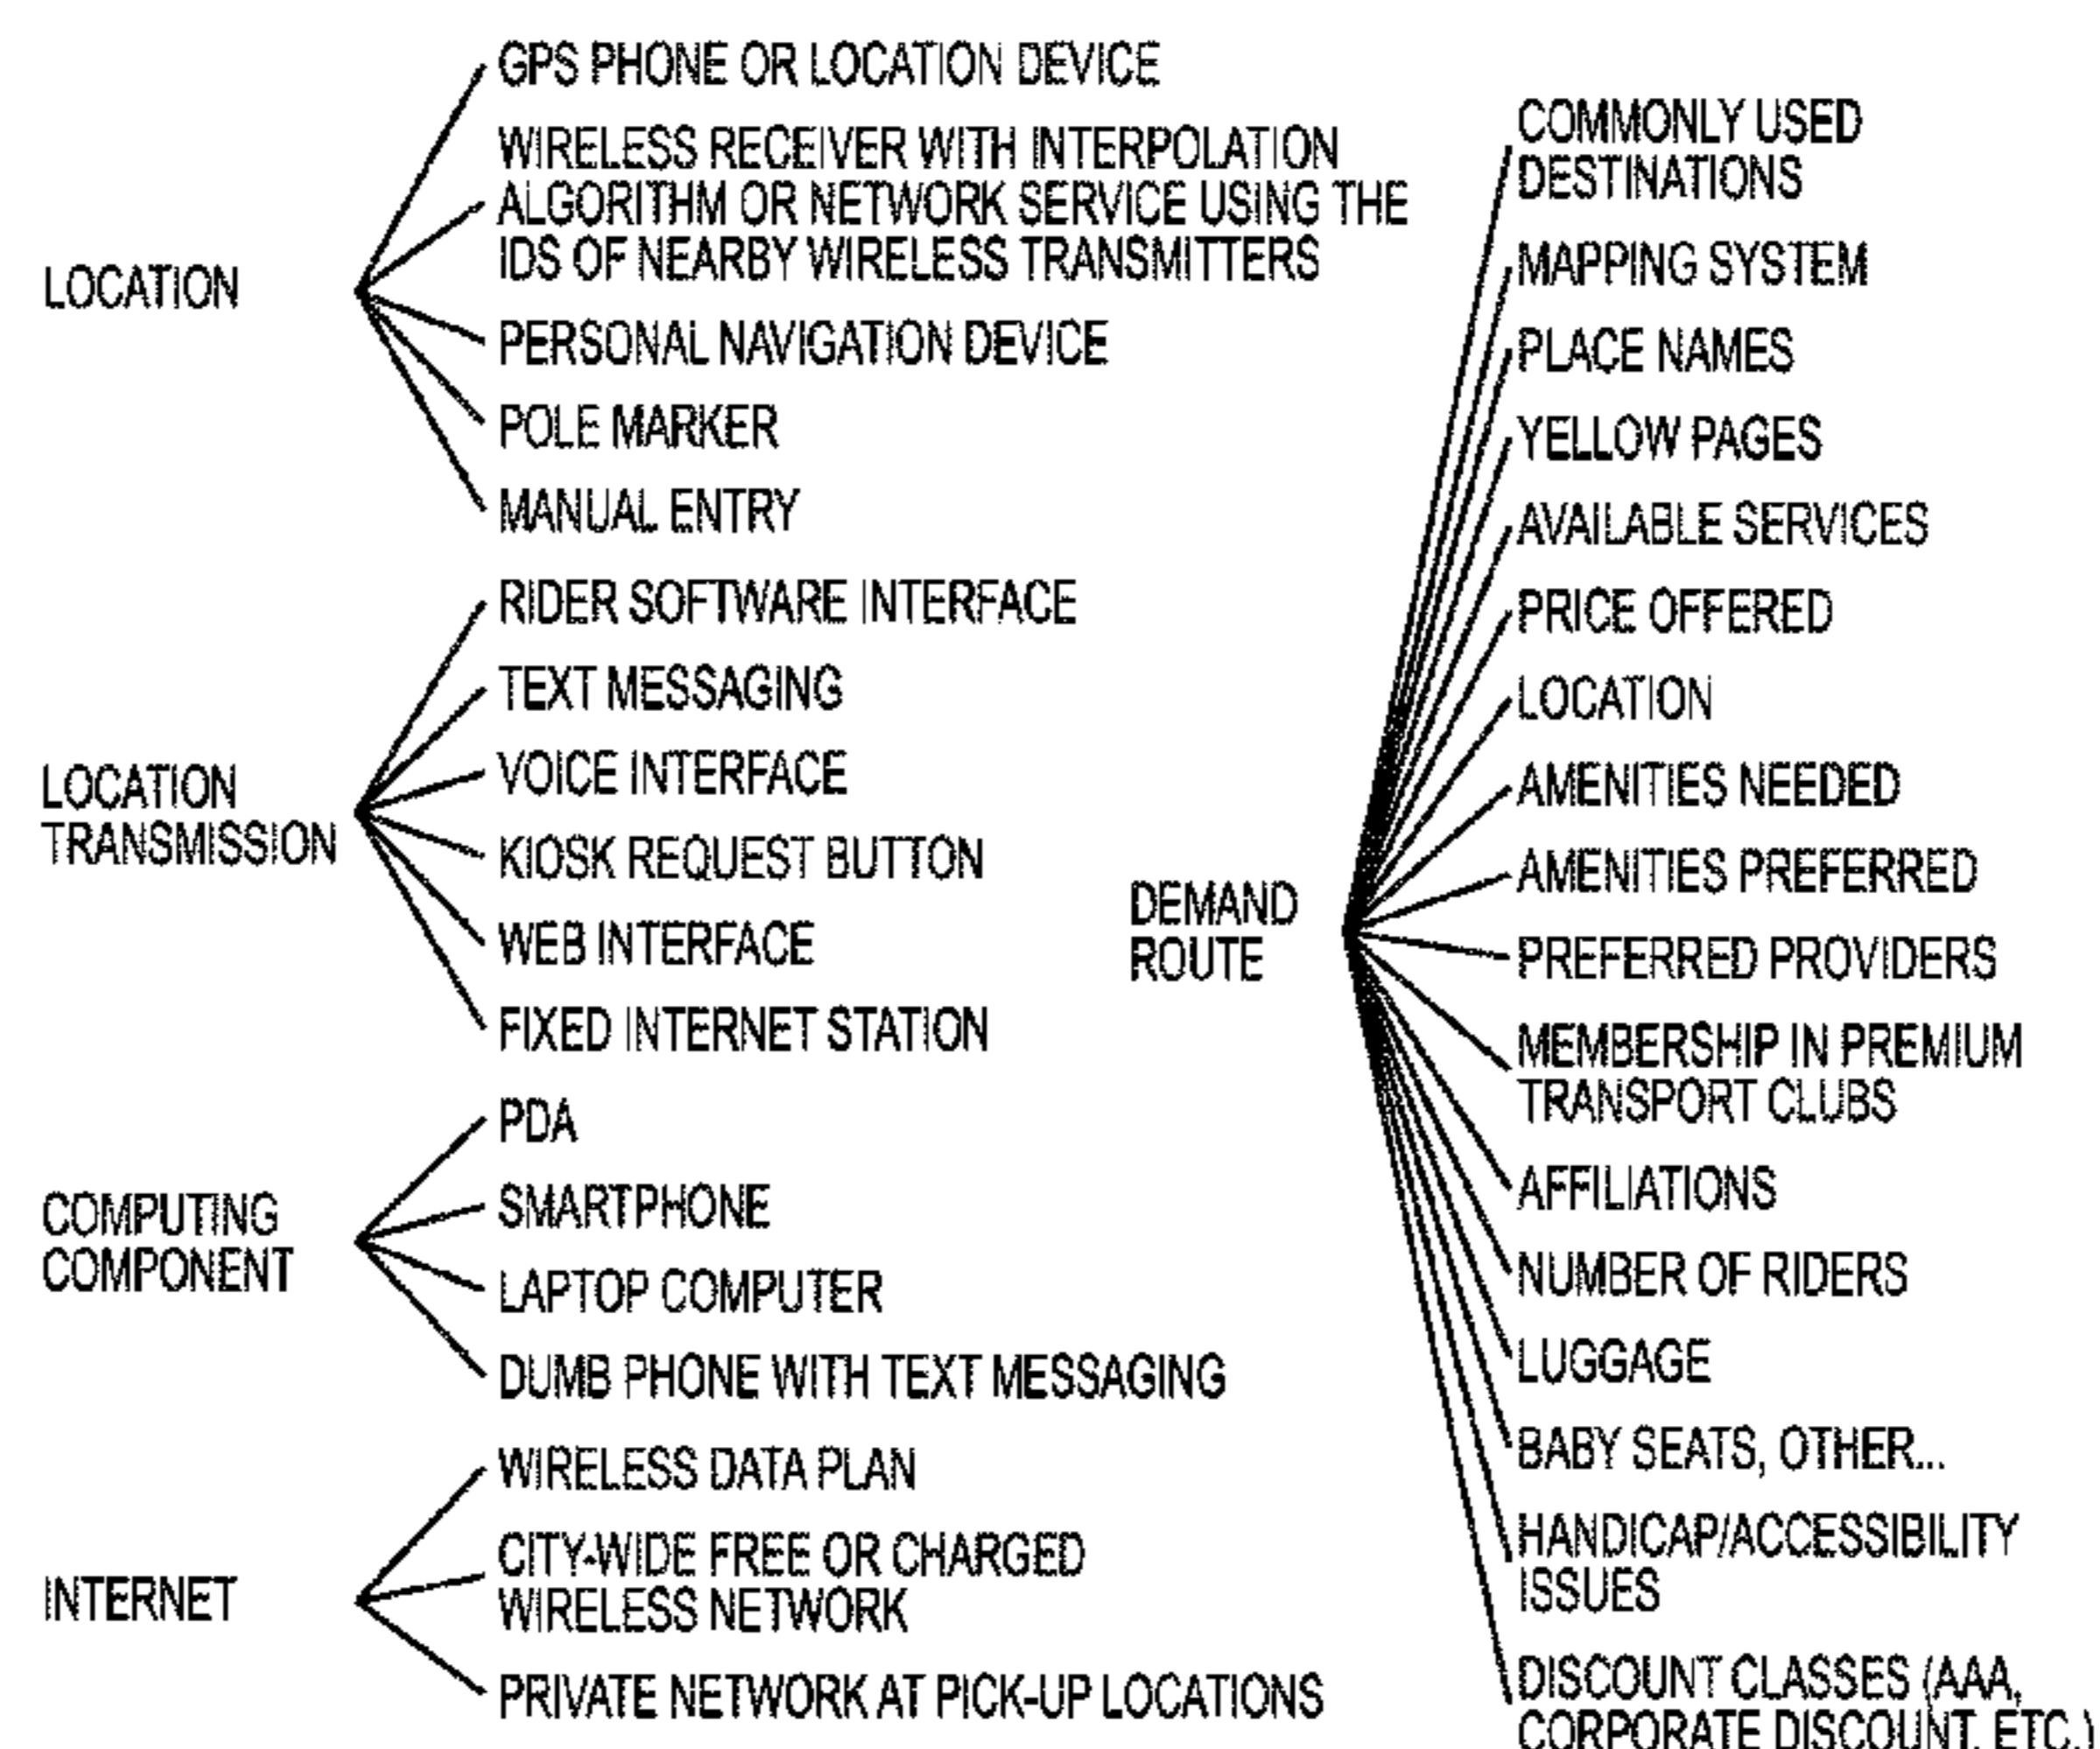 LOCATION
GPS PHONE OR LOCATION DEVICE
WIRELESS RECEIVER WITH INTERPOLATION
ALGORITHM OR NETWORK SERVICE USING THE
IDS OF NEARBY WIRELESS TRANSMITTERS
PERSONAL NAVIGATION DEVICE
POLE MARKER
MANUAL ENTRY
LOCATION
TRANSMISSION
RIDER SOFTWARE INTERFACE
TEXT MESSAGING
VOICE INTERFACE
KIOSK REQUEST BUTTON
WEB INTERFACE
FIXED INTERNET STATION
COMPUTING
COMPONENT
PDA
SMARTPHONE
LAPTOP COMPUTER
DUMB PHONE WITH TEXT MESSAGING
INTERNET
WIRELESS DATA PLAN
CITY-WIDE FREE OR CHARGED
WIRELESS NETWORK
PRIVATE NETWORK AT PICK-UP LOCATIONS
DEMAND
ROUTE
COMMONLY USED
DESTINATIONS
MAPPING SYSTEM
PLACE NAMES
YELLOW PAGES
AVAILABLE SERVICES
PRICE OFFERED
LOCATION
AMENITIES NEEDED
AMENITIES PREFERRED
PREFERRED PROVIDERS
MEMBERSHIP IN PREMIUM
TRANSPORT CLUBS
AFFILIATIONS
NUMBER OF RIDERS
LUGGAGE
BABY SEATS, OTHER...
HANDICAP/ACCESSIBILITY
ISSUES
DISCOUNT CLASSES (AAA,
CORPORATE DISCOUNT, ETC.)